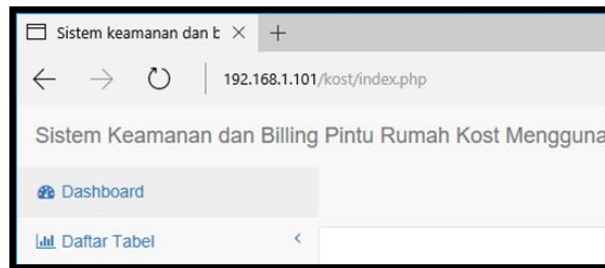 Sistem keamanan dan b
192.168.1.101/kost/index.php
Sistem Keamanan dan Billing Pintu Rumah Kost Mengguna
Dashboard
Daftar Tabel